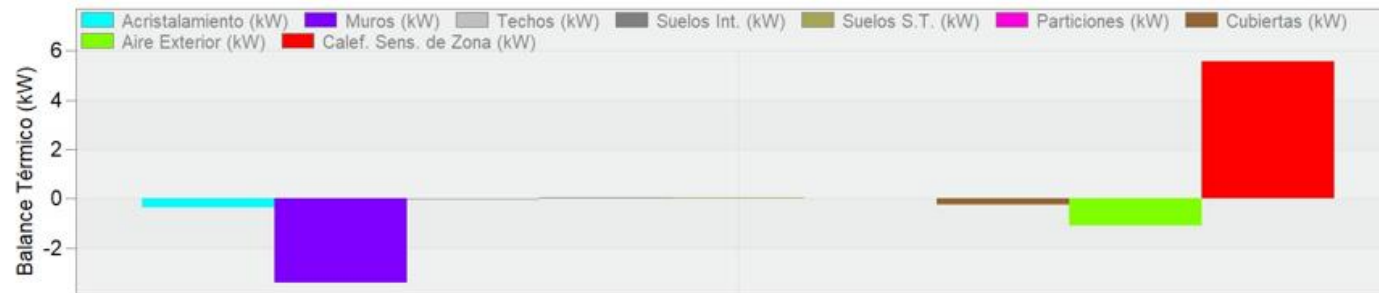 Acristalamiento (kW) Muros (kW) Techos (kW) Suelos Int. (kW) Suelos S.T. (kW) Particiones (kW) Cubiertas (kW)
Aire Exterior (kW) Calef. Sens. de Zona (kW)
Balance Térmico (kW)
6
4
2
0
-2